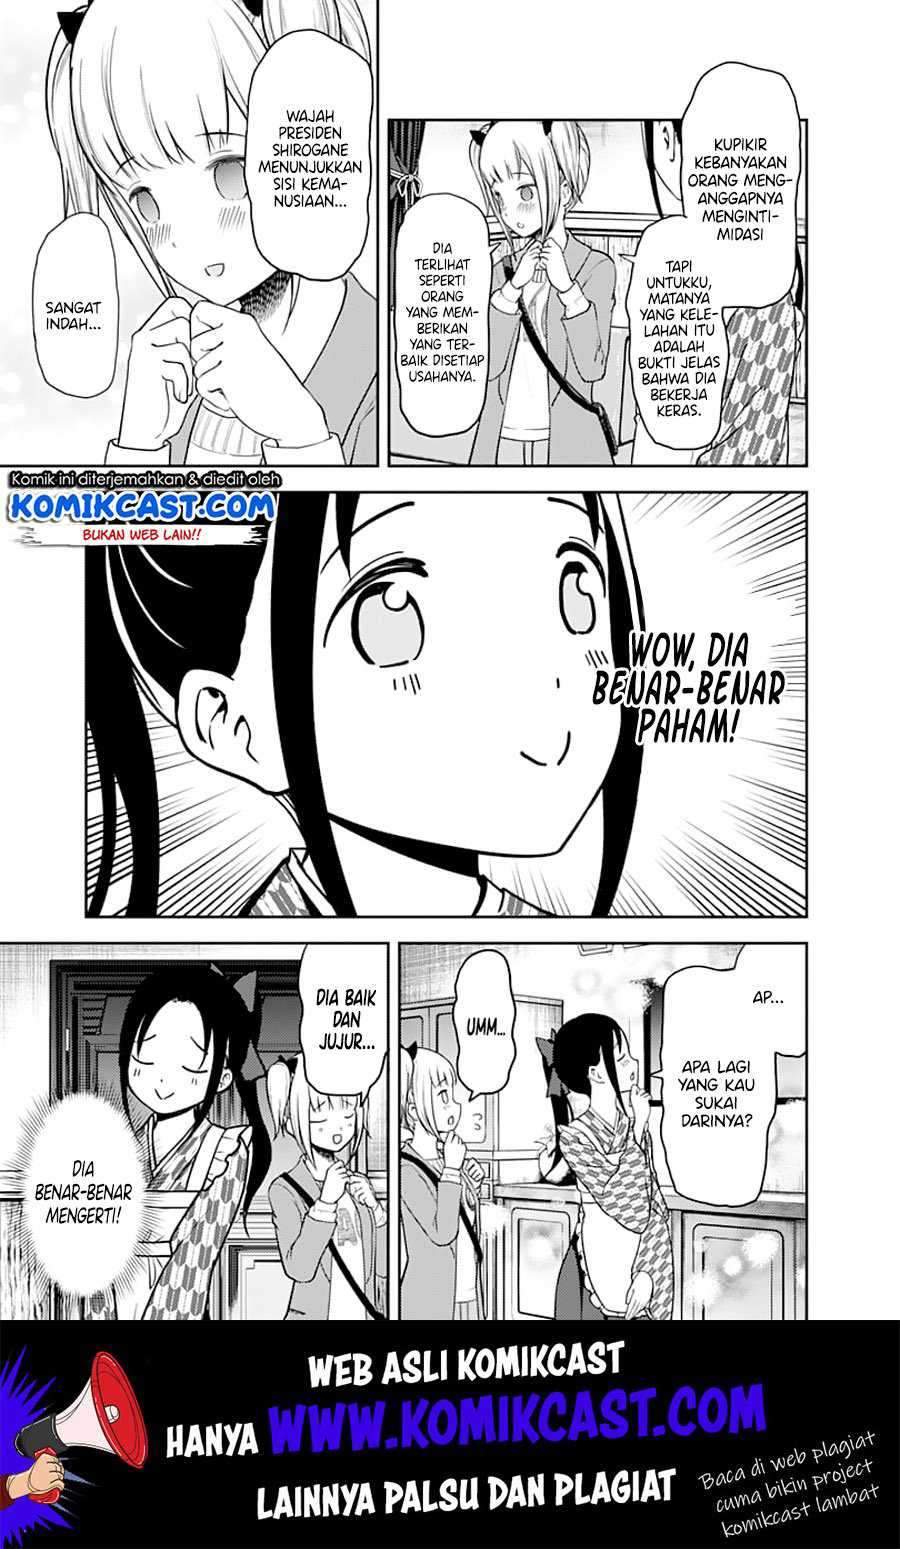 KUPIKIR
KEBANYAKAN
ORANG MENG-
ANGGAPNYA
MENGINTI-
MIDASI
TAPI
UNTUKKU,
MATANYA
YANG KELE-
LAHAN ITU
ADALAH
BUKTI JELAS
BAHWA DIA
BEKERJA
KERAS.
DIA
TERLIHAT
SEPERTI
ORANG
YANG MEM-
BERIKAN
YANG TER-
BAIK DISETIAP
USAHANYA.
WAJAH
PRESIDEN
SHIROGANE
MENUNJUKKAN
SISI KEMA-
NUSIAAN...
SANGAT
INDAH...
Komik ini diterjemahkan & diedit oleh
KOMIKCAST.COM
BUKAN WEB LAIN!!
WOW, DIA
BENAR-BENAR
PAHAM!
AP...
APA LAGI
YANG KAU
SUKAI
DARINYA?
UMM...
DIA BAIK
DAN
JUJUR...
DIA
BENAR-BENAR
MENGERTI!
WEB ASLI KOMIKCAST
HANYA WWW.KOMIKCAST.COM
LAINNYA PALSU DAN PLAGIAT
Baca di web plagiat
cuma bikin project
komikcast lambat